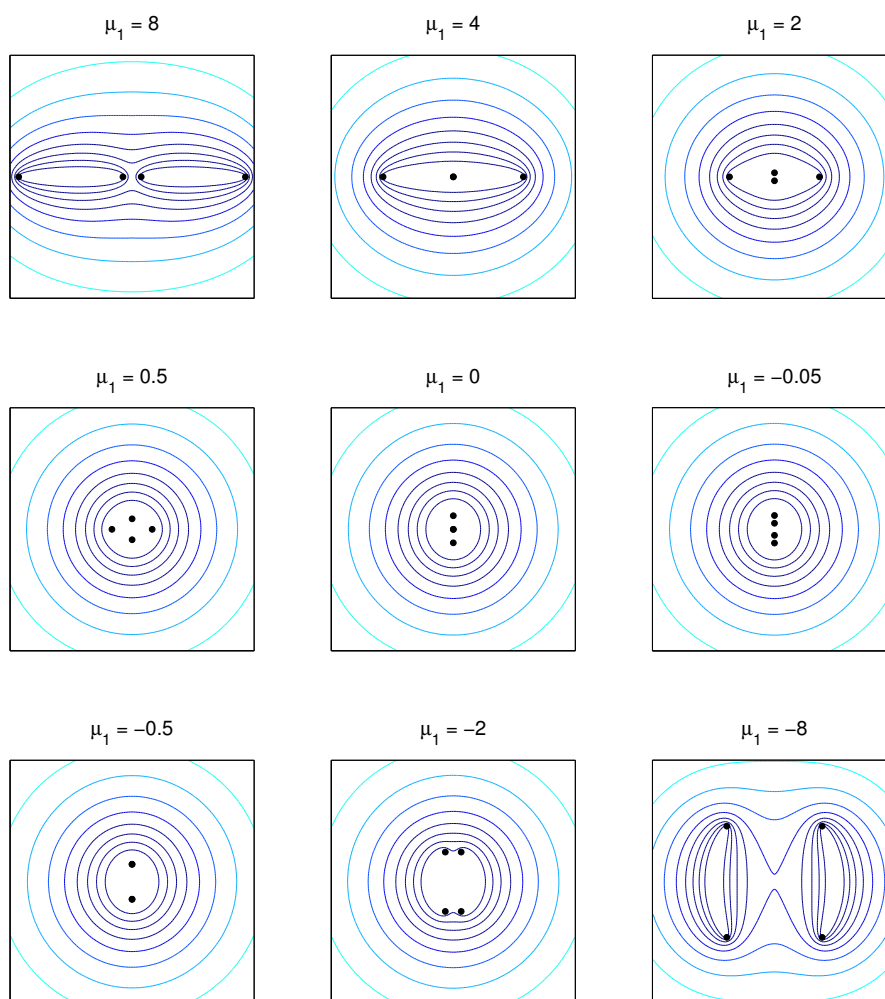 μ₁ = 8
μ₁ = 4
μ₁ = 2
μ₁ = 0.5
μ₁ = 0
μ₁ = −0.05
μ₁ = −0.5
μ₁ = −2
μ₁ = −8